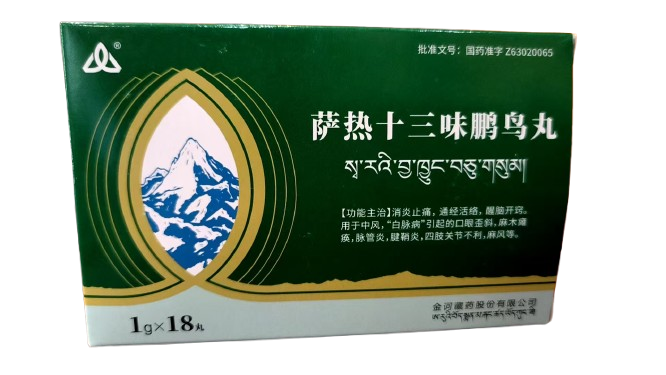 ®
批准文号：国药准字 Z63020065
萨热十三味鹏鸟丸
ས་རའི་བྱ་ཁྱུང་བཅུ་གསུམ།
【功能主治】消炎止痛，通经活络，醒脑开窍。
用于中风，“白脉病”引起的口眼歪斜，麻木瘫
痪，脉管炎，腱鞘炎，四肢关节不利，麻风等。
金诃藏药股份有限公司
1g×18丸